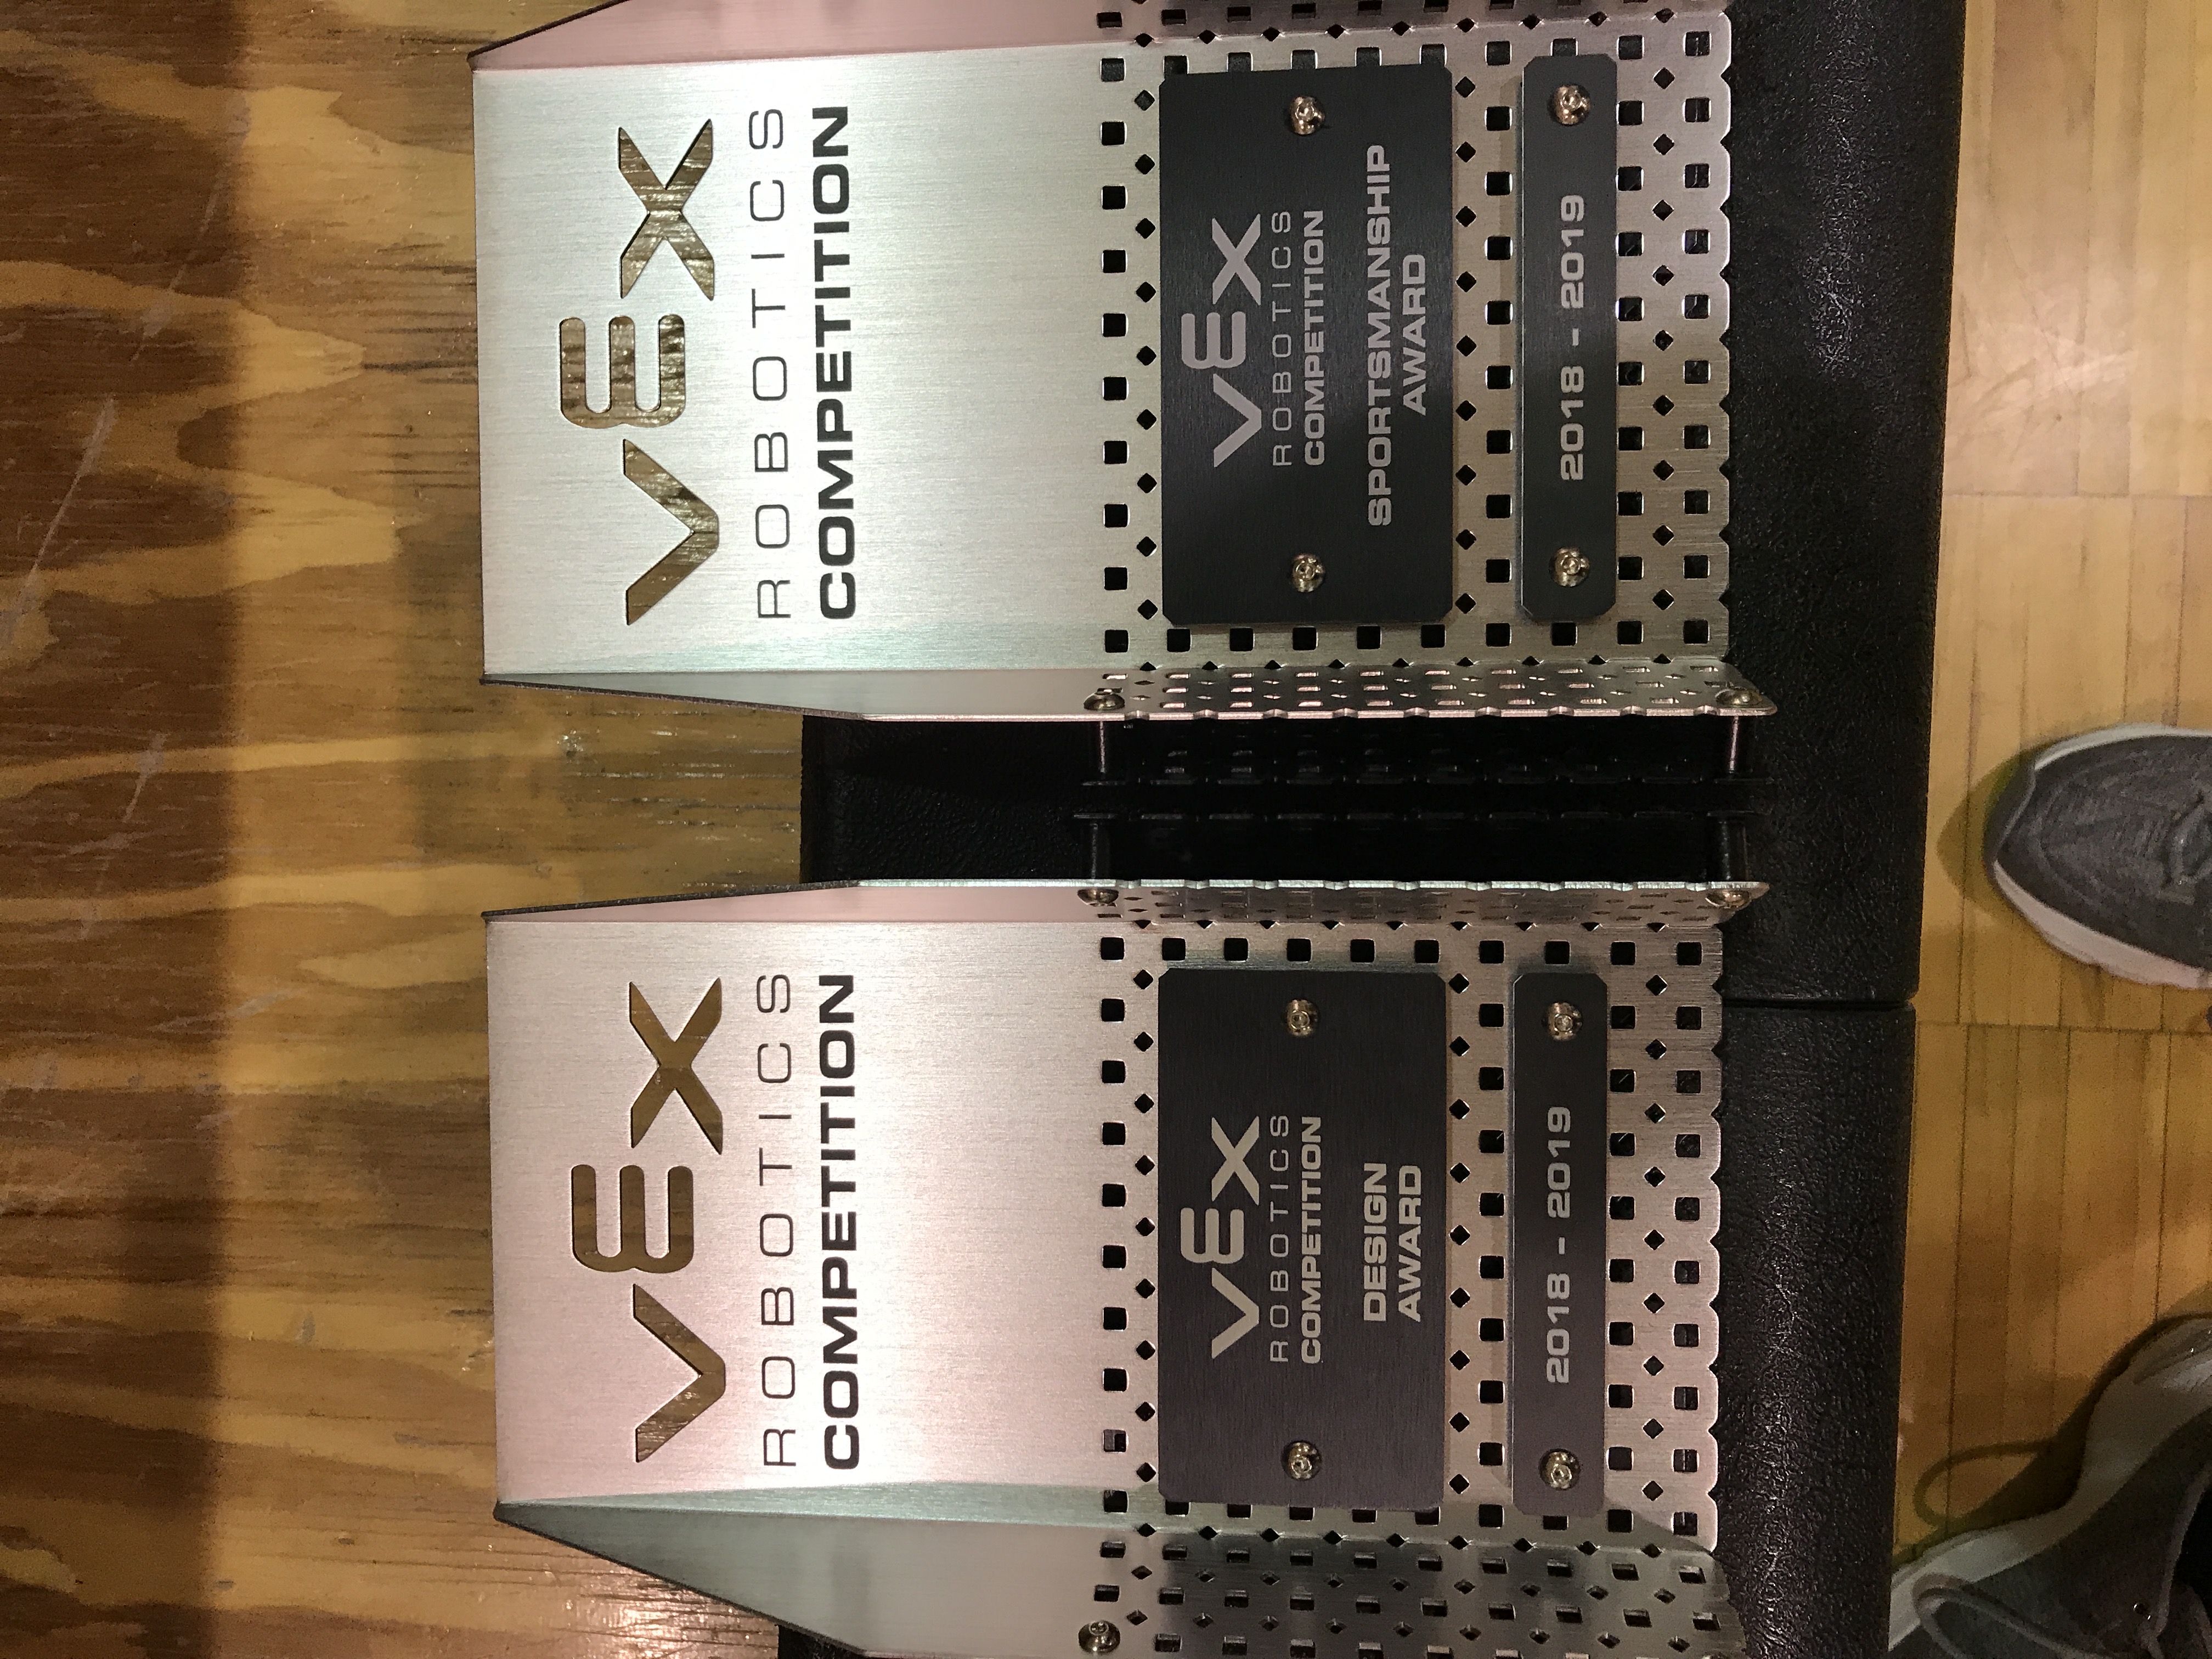 VEX
ROBOTICS
COMPETITION
VEX
ROBOTICS
COMPETITION
DESIGN
AWARD
2018 - 2019
VEX
ROBOTICS
COMPETITION
VEX
ROBOTICS
COMPETITION
SPORTSMANSHIP
AWARD
2018 - 2019